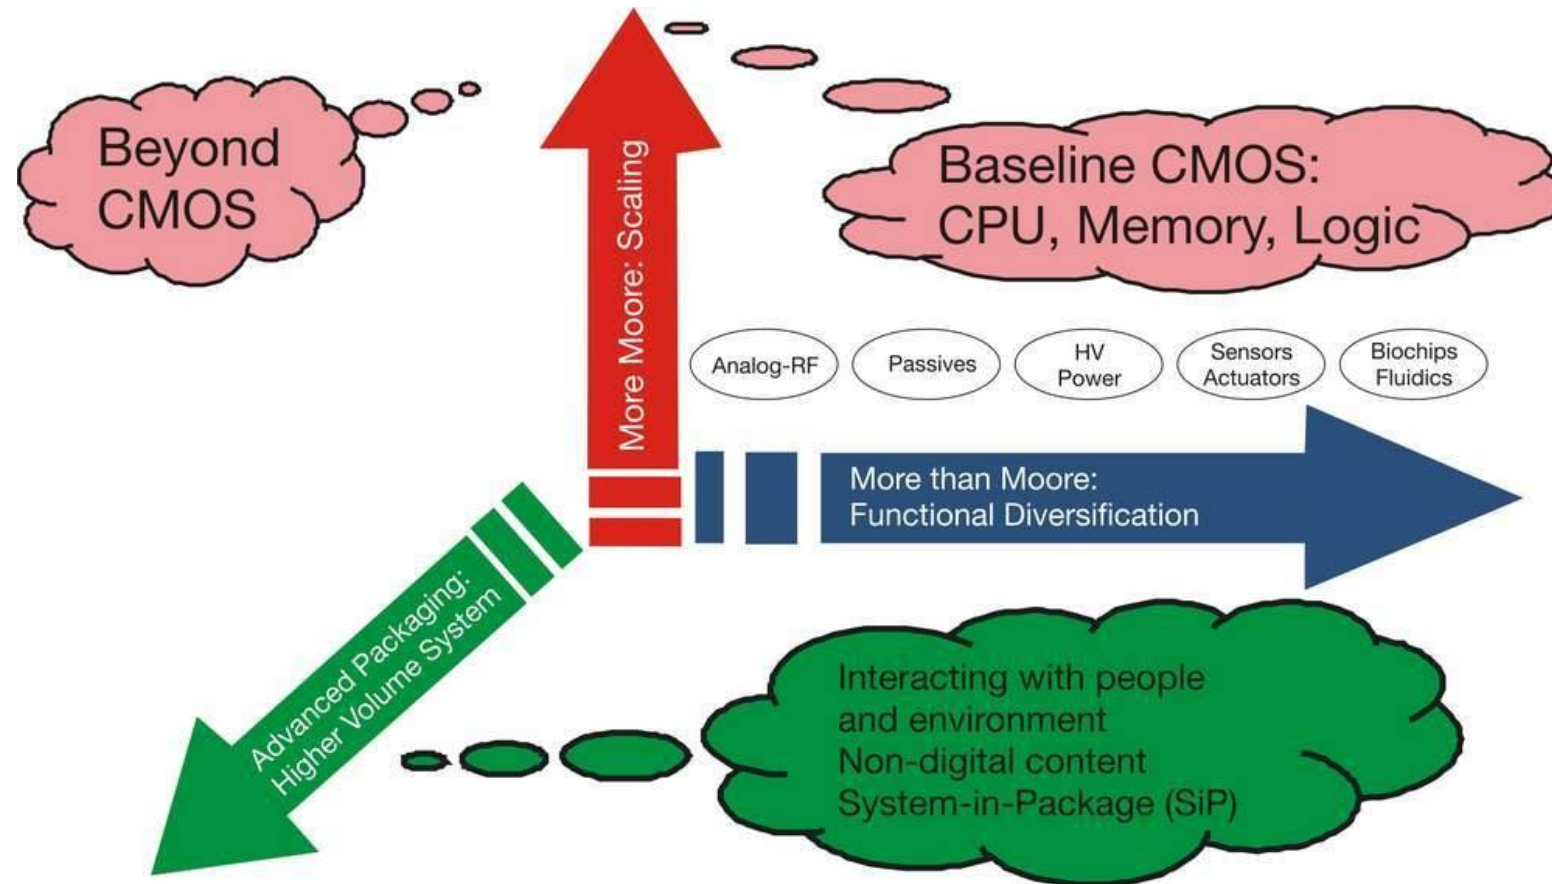 Beyond
CMOS
More Moore: Scaling
Baseline CMOS:
CPU, Memory, Logic
Analog-RF
Passives
HV
Power
Sensors
Actuators
Biochips
Fluidics
More than Moore:
Functional Diversification
Advanced Packaging:
Higher Volume System
Interacting with people
and environment
Non-digital content
System-in-Package (SiP)